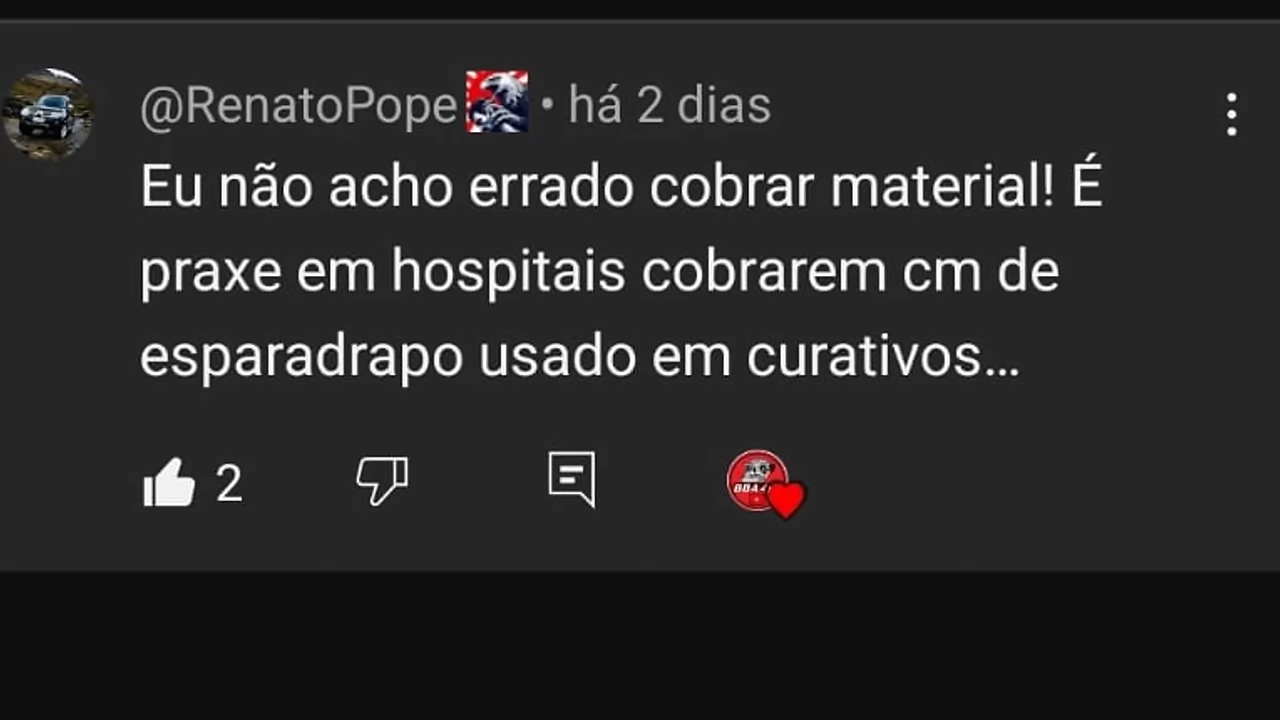 @RenatoPope • há 2 dias
Eu não acho errado cobrar material! É
praxe em hospitais cobrarem cm de
esparadrapo usado em curativos...
2